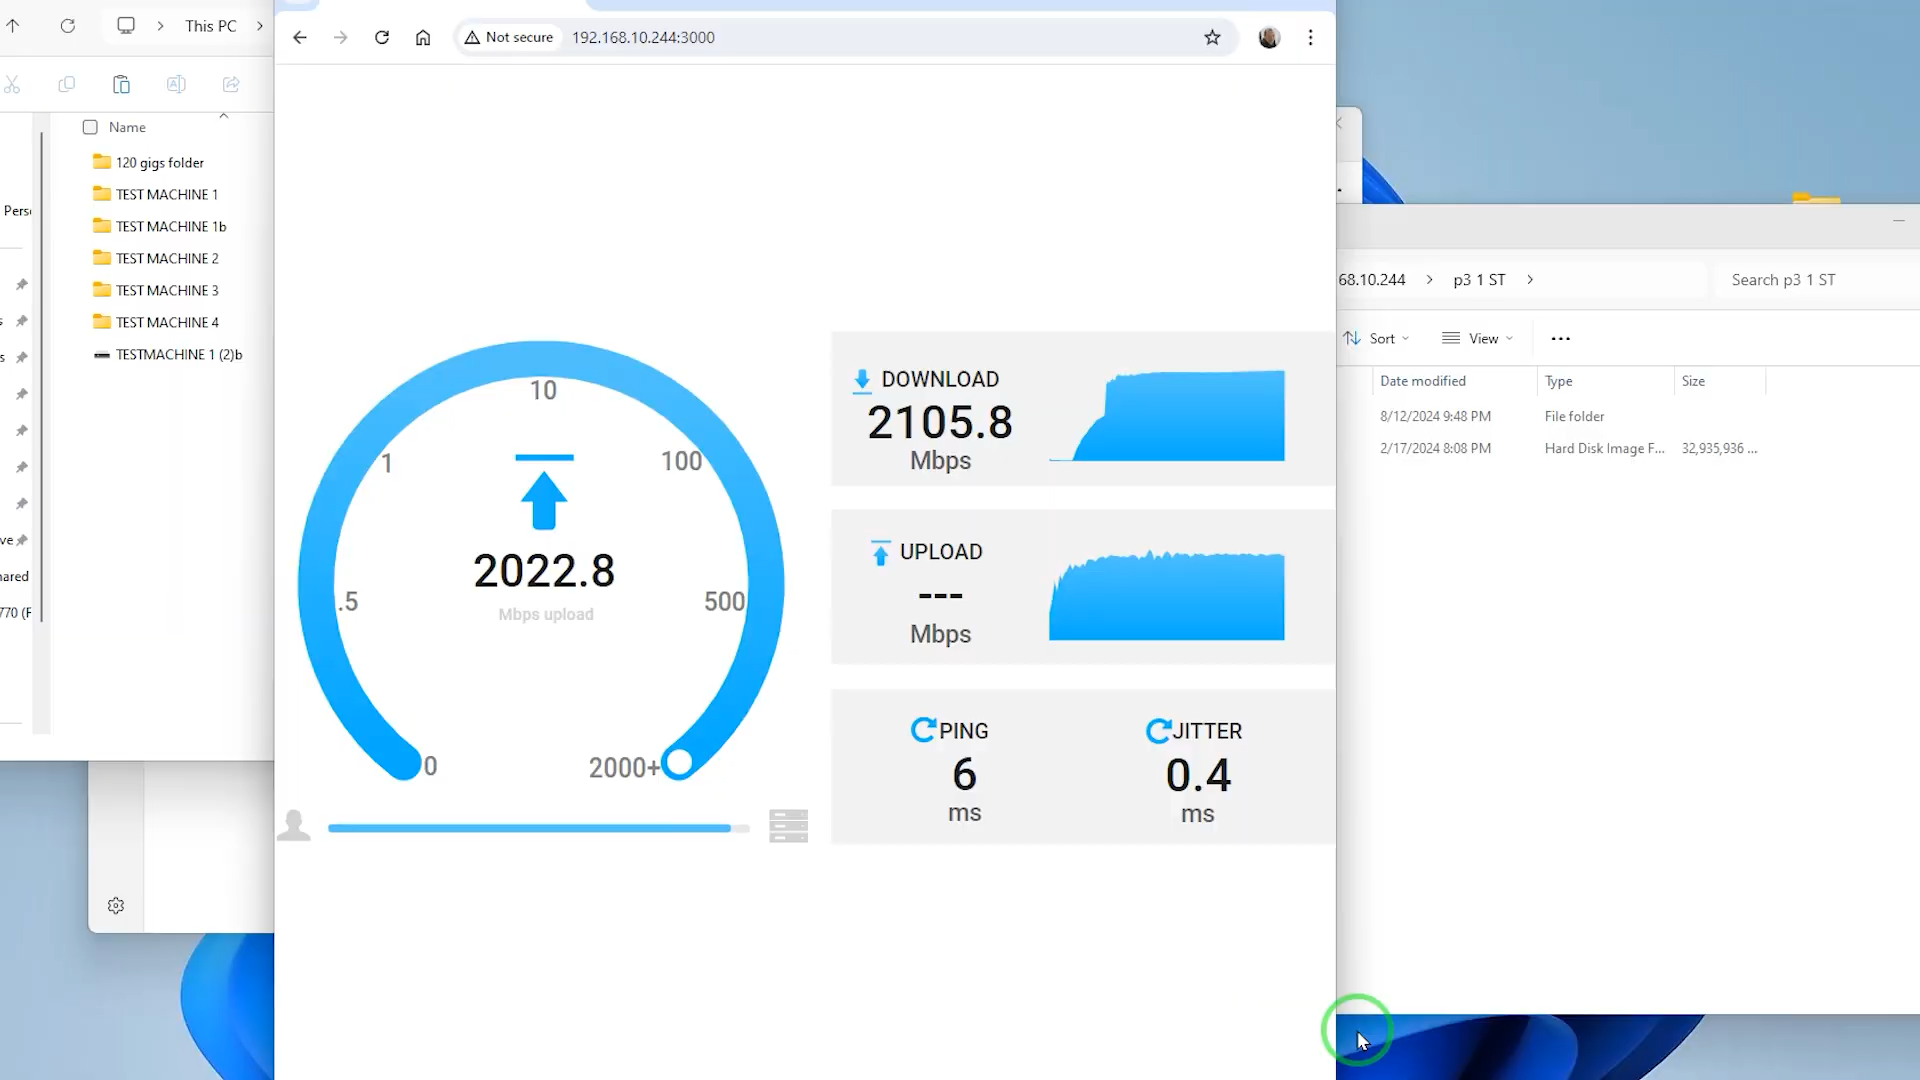 This PC
Not secure
192.168.10.244:3000
Name
120 gigs folder
TEST MACHINE 1
TEST MACHINE 1b
TEST MACHINE 2
TEST MACHINE 3
TEST MACHINE 4
TESTMACHINE 1 (2)b
Pers
s
s
ve
hared
770 (F
10
1
100
.5
500
0
2000+
2022.8
Mbps upload
DOWNLOAD
2105.8
Mbps
UPLOAD
---
Mbps
PING
6
ms
JITTER
0.4
ms
68.10.244
p3 1 ST
Search p3 1 ST
Sort
View
Date modified
Type
Size
8/12/2024 9:48 PM
File folder
2/17/2024 8:08 PM
Hard Disk Image F...
32,935,936 ...